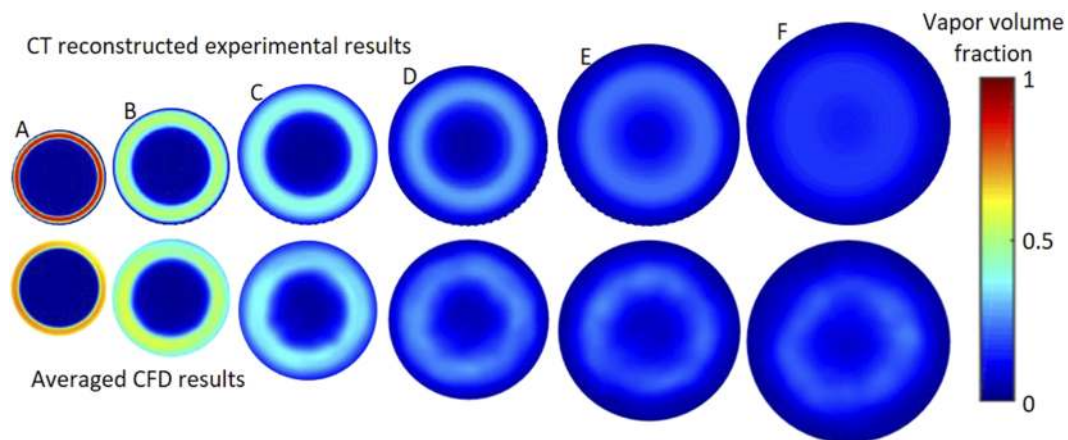 CT reconstructed experimental results
A
B
C
D
E
F
Vapor volume
fraction
1
0.5
0
Averaged CFD results